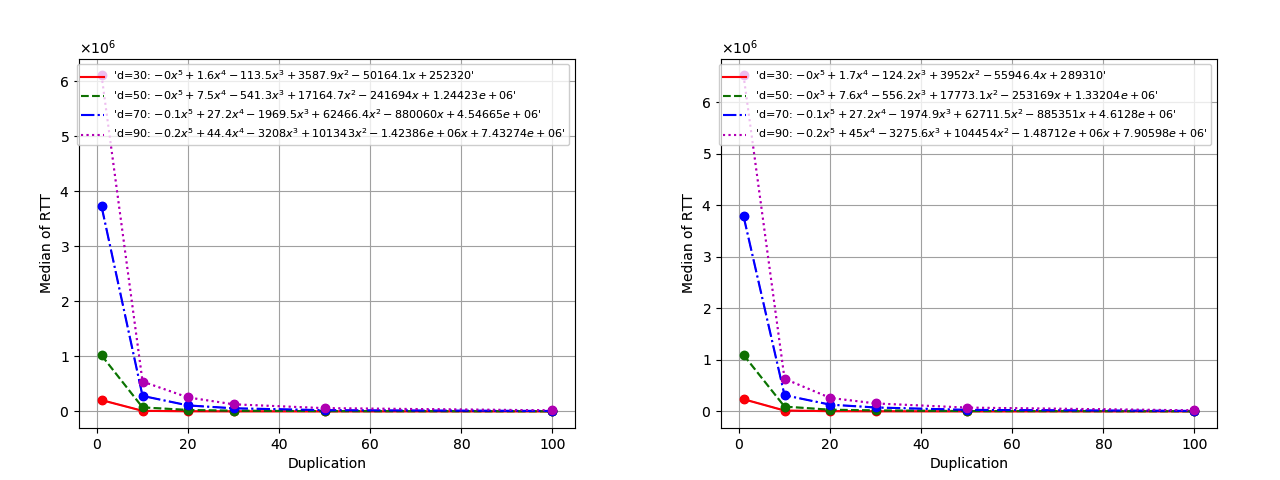 ×10⁶
'd=30: −0x⁵ + 1.6x⁴ − 113.5x³ + 3587.9x² − 50164.1x + 252320'
'd=50: −0x⁵ + 7.5x⁴ − 541.3x³ + 17164.7x² − 241694x + 1.24423e + 06'
'd=70: −0.1x⁵ + 27.2x⁴ − 1969.5x³ + 62466.4x² − 880060x + 4.54665e + 06'
'd=90: −0.2x⁵ + 44.4x⁴ − 3208x³ + 101343x² − 1.42386e + 06x + 7.43274e + 06'
6
5
4
3
2
1
0
Median of RTT
0 20 40 60 80 100
Duplication
×10⁶
'd=30: −0x⁵ + 1.7x⁴ − 124.2x³ + 3952x² − 55946.4x + 289310'
'd=50: −0x⁵ + 7.6x⁴ − 556.2x³ + 17773.1x² − 253169x + 1.33204e + 06'
'd=70: −0.1x⁵ + 27.2x⁴ − 1974.9x³ + 62711.5x² − 885351x + 4.6128e + 06'
'd=90: −0.2x⁵ + 45x⁴ − 3275.6x³ + 104454x² − 1.48712e + 06x + 7.90598e + 06'
6
5
4
3
2
1
0
Median of RTT
0 20 40 60 80 100
Duplication